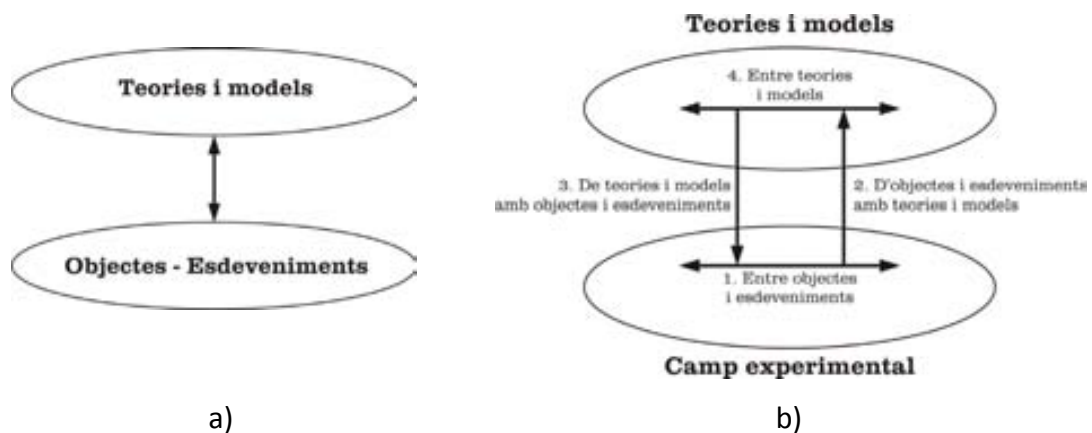 Teories i models
Objectes - Esdeveniments
a)
Teories i models
4. Entre teories
i models
3. De teories i models
amb objectes i esdeveniments
2. D'objectes i esdeveniments
amb teories i models
1. Entre objectes
i esdeveniments
Camp experimental
b)